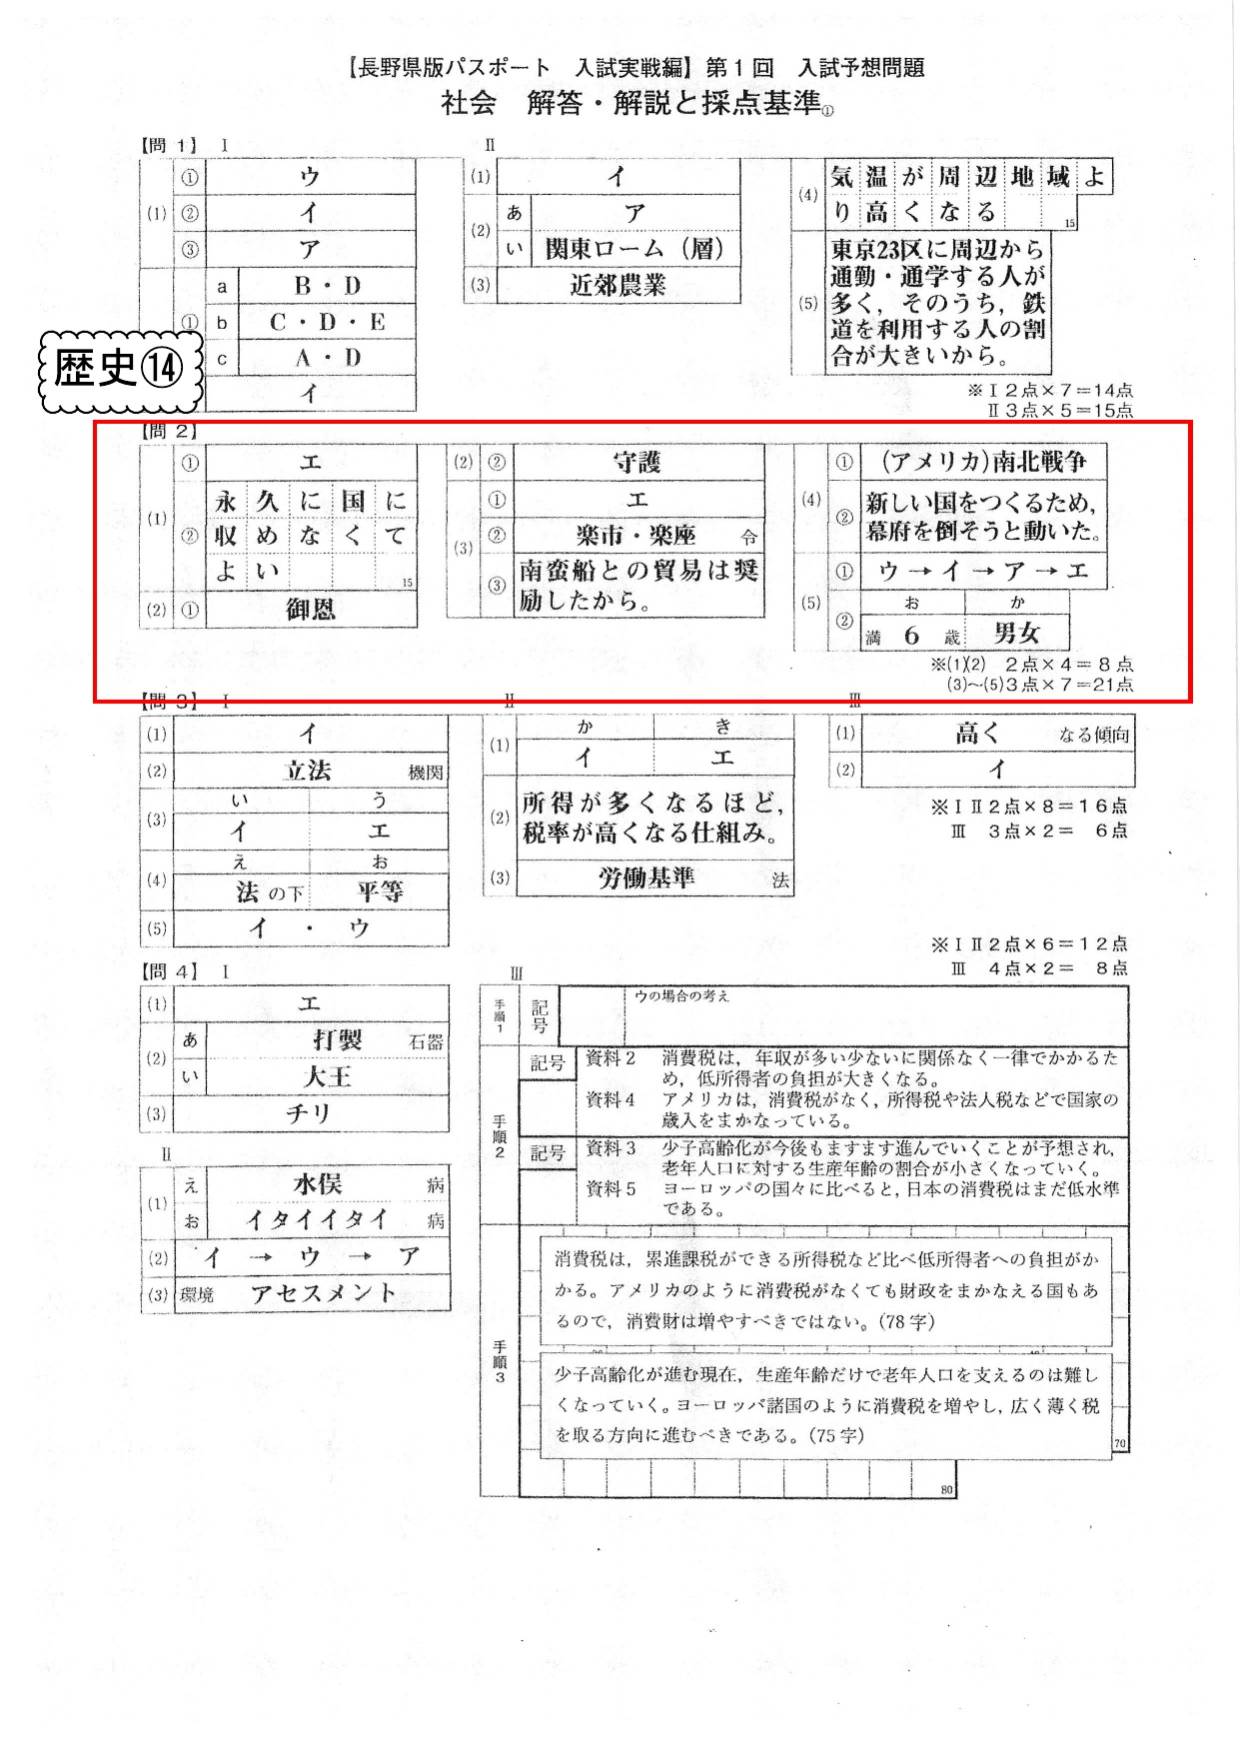 【長野県版パスポート　入試実戦編】第１回　入試予想問題
社会　解答・解説と採点基準①
【問 1】 Ⅰ
(1) ① ウ
② イ
③ ア
① a B・D
b C・D・E
c A・D
イ
歴史⑭
Ⅱ
(1) イ
(2) あ ア
い 関東ローム（層）
(3) 近郊農業
(4) 気温が周辺地域よ
り高くなる 15
(5) 東京23区に周辺から
通勤・通学する人が
多く，そのうち，鉄
道を利用する人の割
合が大きいから。
※Ⅰ２点×７＝14点
Ⅱ３点×５＝15点
【問 2】
(1) ① エ
② 永久に国に
収めなくて
よい 15
(2) ① 御恩
(2) ② 守護
(3) ① エ
② 楽市・楽座 令
③ 南蛮船との貿易は奨
励したから。
(4) ① （アメリカ）南北戦争
② 新しい国をつくるため，
幕府を倒そうと動いた。
(5) ① ウ→イ→ア→エ
② お か
満 6 歳 男女
※(1)(2) ２点×４＝８点
(3)～(5)３点×７＝21点
【問 3】 Ⅰ
(1) イ
(2) 立法 機関
(3) い う
イ エ
(4) え お
法の下 平等
(5) イ ・ ウ
Ⅱ
(1) か き
イ エ
(2) 所得が多くなるほど，
税率が高くなる仕組み。
(3) 労働基準 法
Ⅲ
(1) 高く なる傾向
(2) イ
※ⅠⅡ２点×８＝１６点
Ⅲ ３点×２＝ ６点
※ⅠⅡ２点×６＝１２点
Ⅲ ４点×２＝ ８点
【問 4】 Ⅰ
(1) エ
(2) あ 打製 石器
い 大王
(3) チリ
Ⅱ
(1) え 水俣 病
お イタイイタイ 病
(2) イ → ウ → ア
(3) 環境 アセスメント
Ⅲ
手順1 記号 ウの場合の考え
手順2 記号 資料２ 消費税は，年収が多い少ないに関係なく一律でかかるた
め，低所得者の負担が大きくなる。
資料４ アメリカは，消費税がなく，所得税や法人税などで国家の
歳入をまかなっている。
記号 資料３ 少子高齢化が今後もますます進んでいくことが予想され，
老年人口に対する生産年齢の割合が小さくなっていく。
資料５ ヨーロッパの国々に比べると，日本の消費税はまだ低水準
である。
手順3
消費税は，累進課税ができる所得税など比べ低所得者への負担がか
かる。アメリカのように消費税がなくても財政をまかなえる国もあ
るので，消費財は増やすべきではない。（78字）
少子高齢化が進む現在，生産年齢だけで老年人口を支えるのは難し
くなっていく。ヨーロッパ諸国のように消費税を増やし，広く薄く税
を取る方向に進むべきである。（75字）
70
80